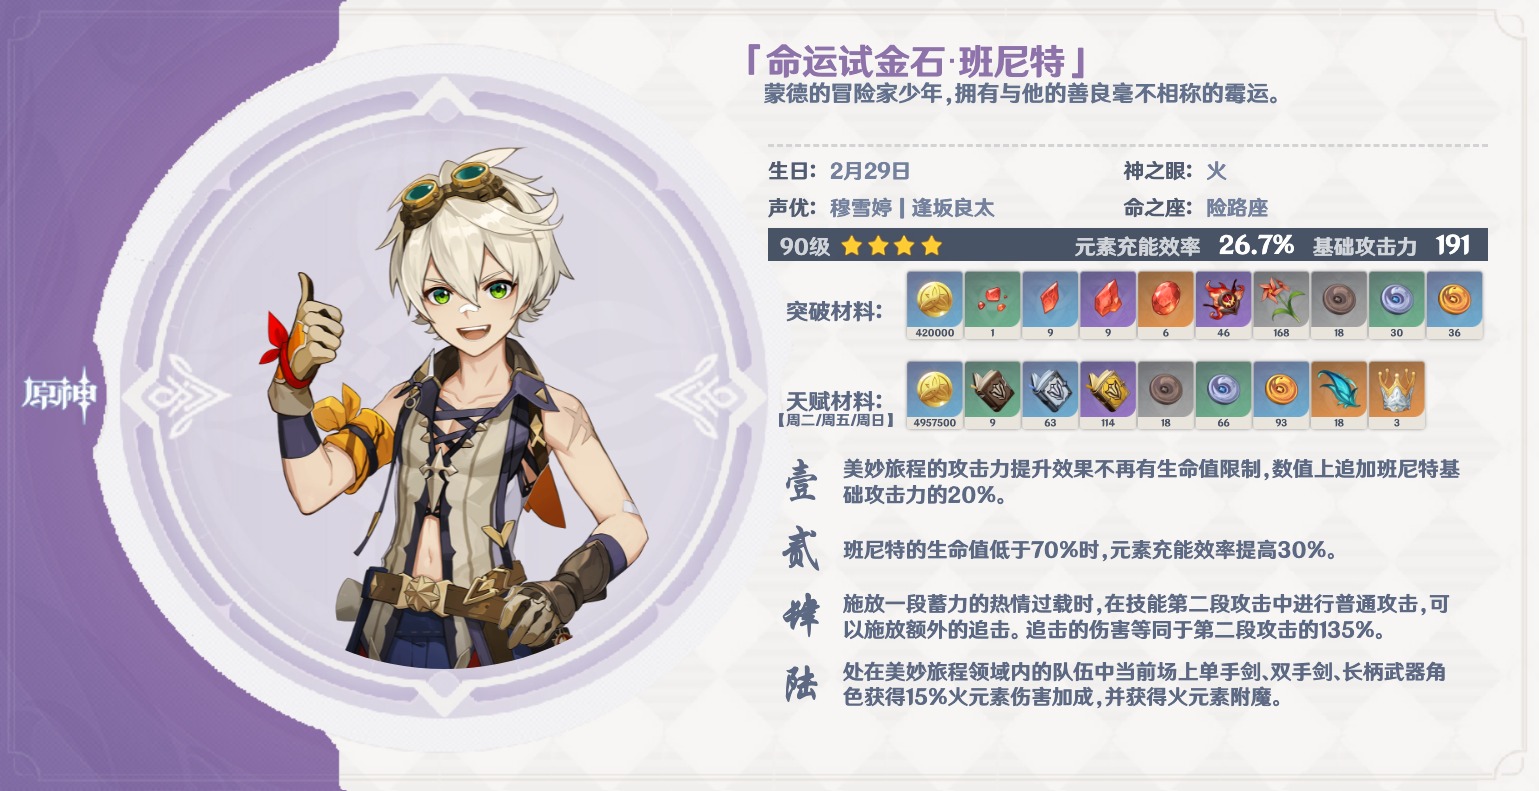 原神
「命运试金石·班尼特」
蒙德的冒险家少年,拥有与他的善良毫不相称的霉运。
生日: 2月29日 神之眼: 火
声优: 穆雪婷 | 逢坂良太 命之座: 险路座
90级 元素充能效率 26.7% 基础攻击力 191
突破材料:
420000 1 9 9 6 46 168 18 30 36
天赋材料:
【周二/周五/周日】
4957500 9 63 114 18 66 93 18 3
壹
美妙旅程的攻击力提升效果不再有生命值限制,数值上追加班尼特基
础攻击力的20%。
贰
班尼特的生命值低于70%时,元素充能效率提高30%。
肆
施放一段蓄力的热情过载时,在技能第二段攻击中进行普通攻击,可
以施放额外的追击。追击的伤害等同于第二段攻击的135%。
陆
处在美妙旅程领域内的队伍中当前场上单手剑、双手剑、长柄武器角
色获得15%火元素伤害加成,并获得火元素附魔。